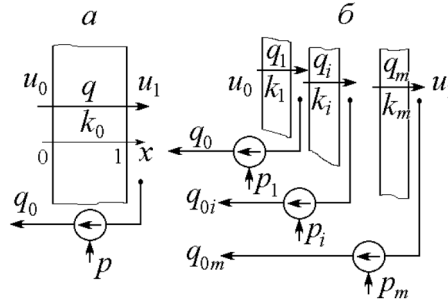 а
u₀ q u₁
k₀
0 1 x
q₀
p
б
u₀ q₁ qᵢ qₘ u
k₁ kᵢ kₘ
q₀ p₁
q₀ᵢ pᵢ
q₀ₘ pₘ